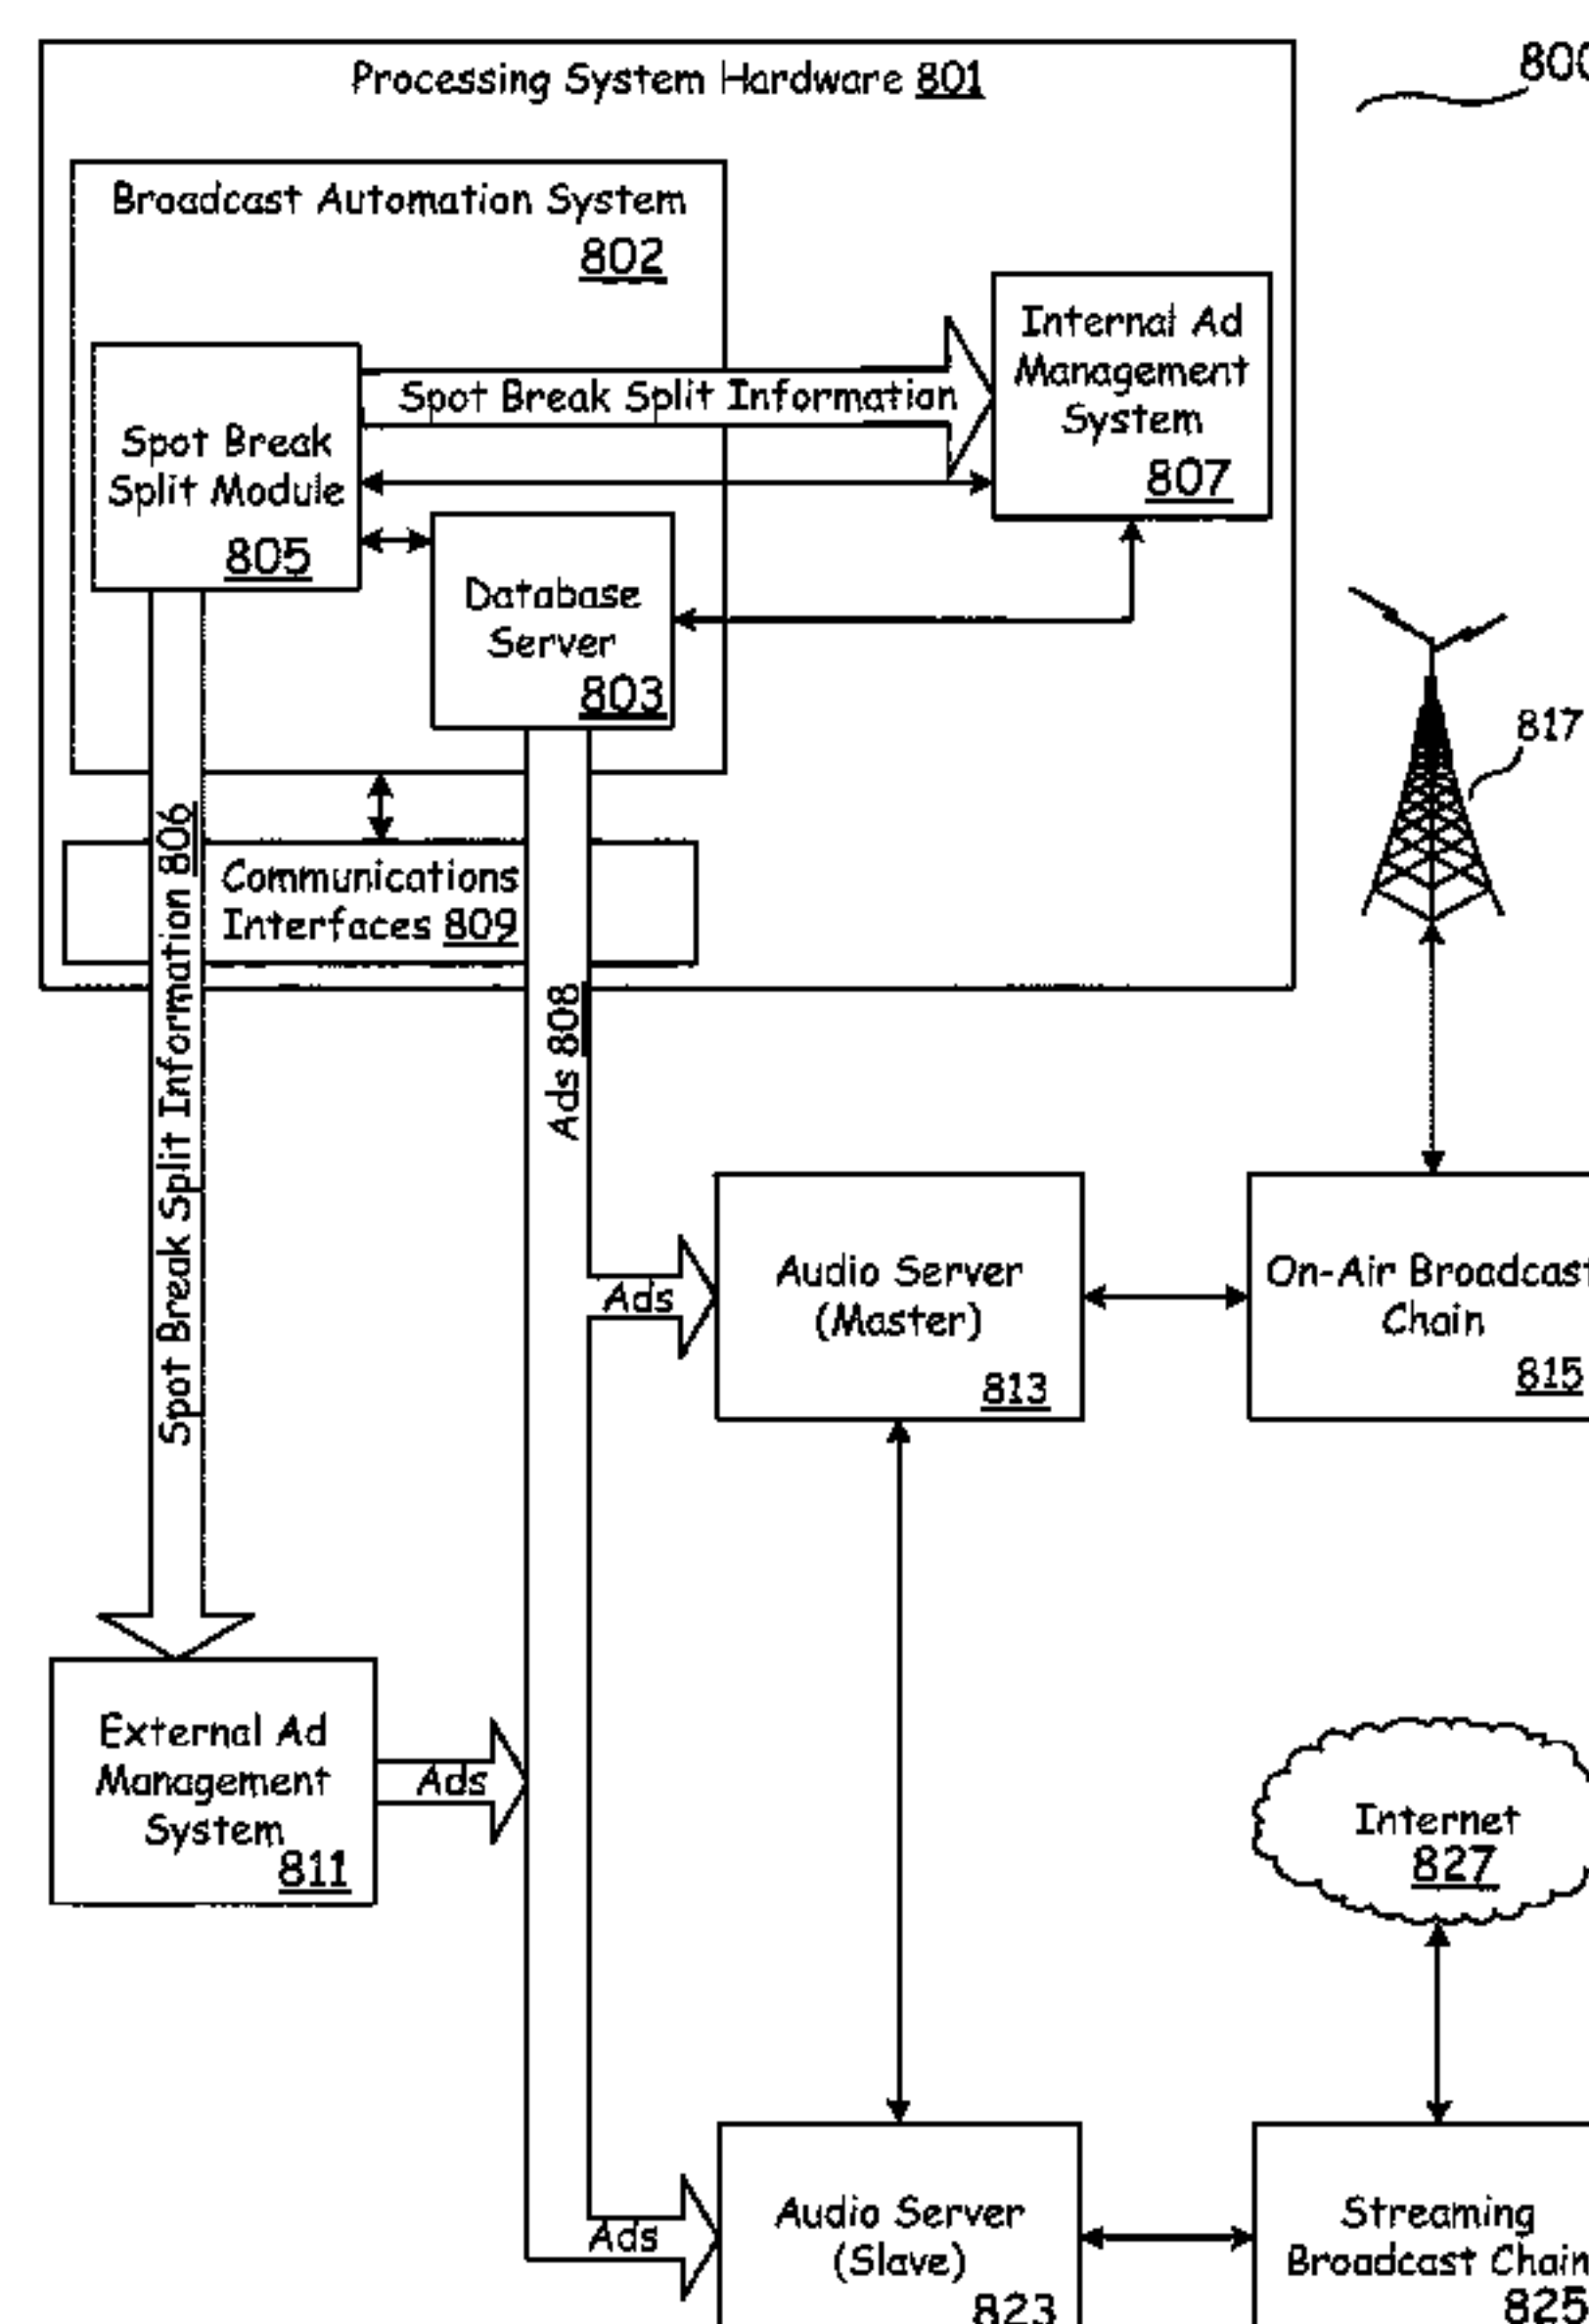 Processing System Hardware 801
800
Broadcast Automation System
802
Internal Ad
Management
System
807
Spot Break Split Information
Spot Break
Split Module
805
Database
Server
803
817
Spot Break Split Information 806
Communications
Interfaces 809
Ads 808
Ads
Audio Server
(Master)
813
On-Air Broadcast
Chain
815
External Ad
Management
System
811
Ads
Internet
827
Ads
Audio Server
(Slave)
823
Streaming
Broadcast Chain
825